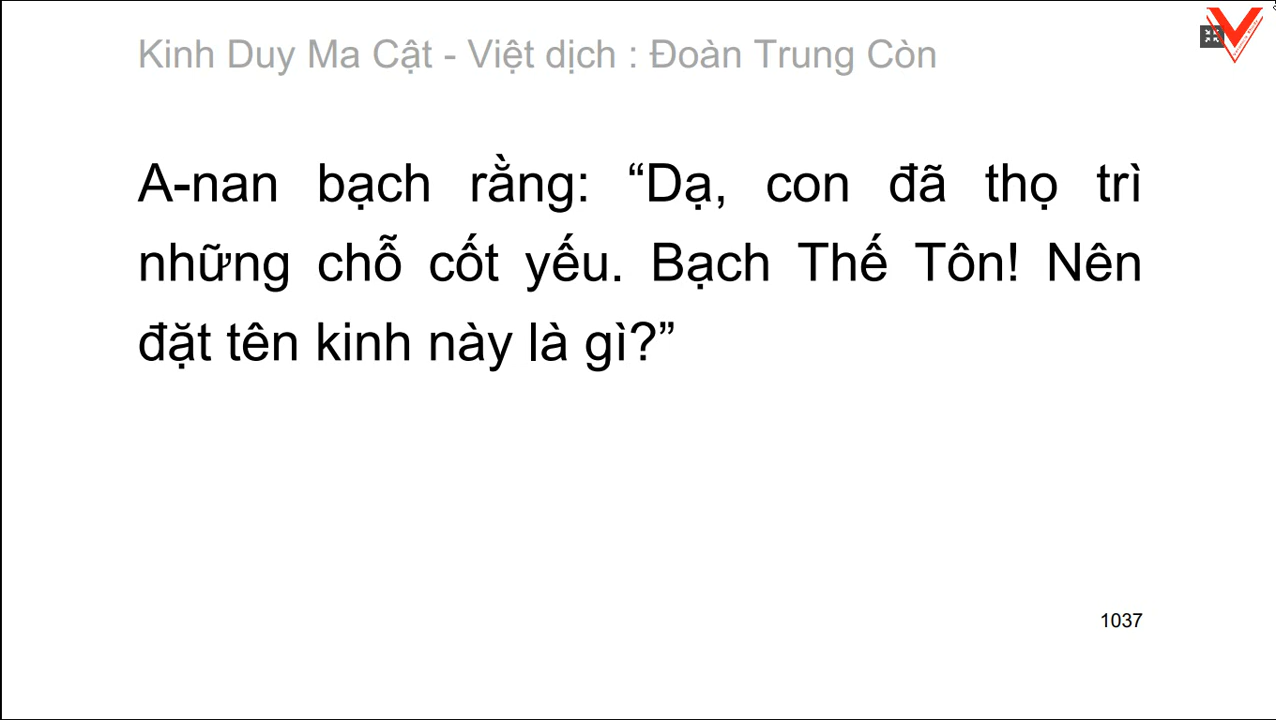 Kinh Duy Ma Cật - Việt dịch : Đoàn Trung Còn
A-nan bạch rằng: “Dạ, con đã thọ trì
những chỗ cốt yếu. Bạch Thế Tôn! Nên
đặt tên kinh này là gì?”
1037